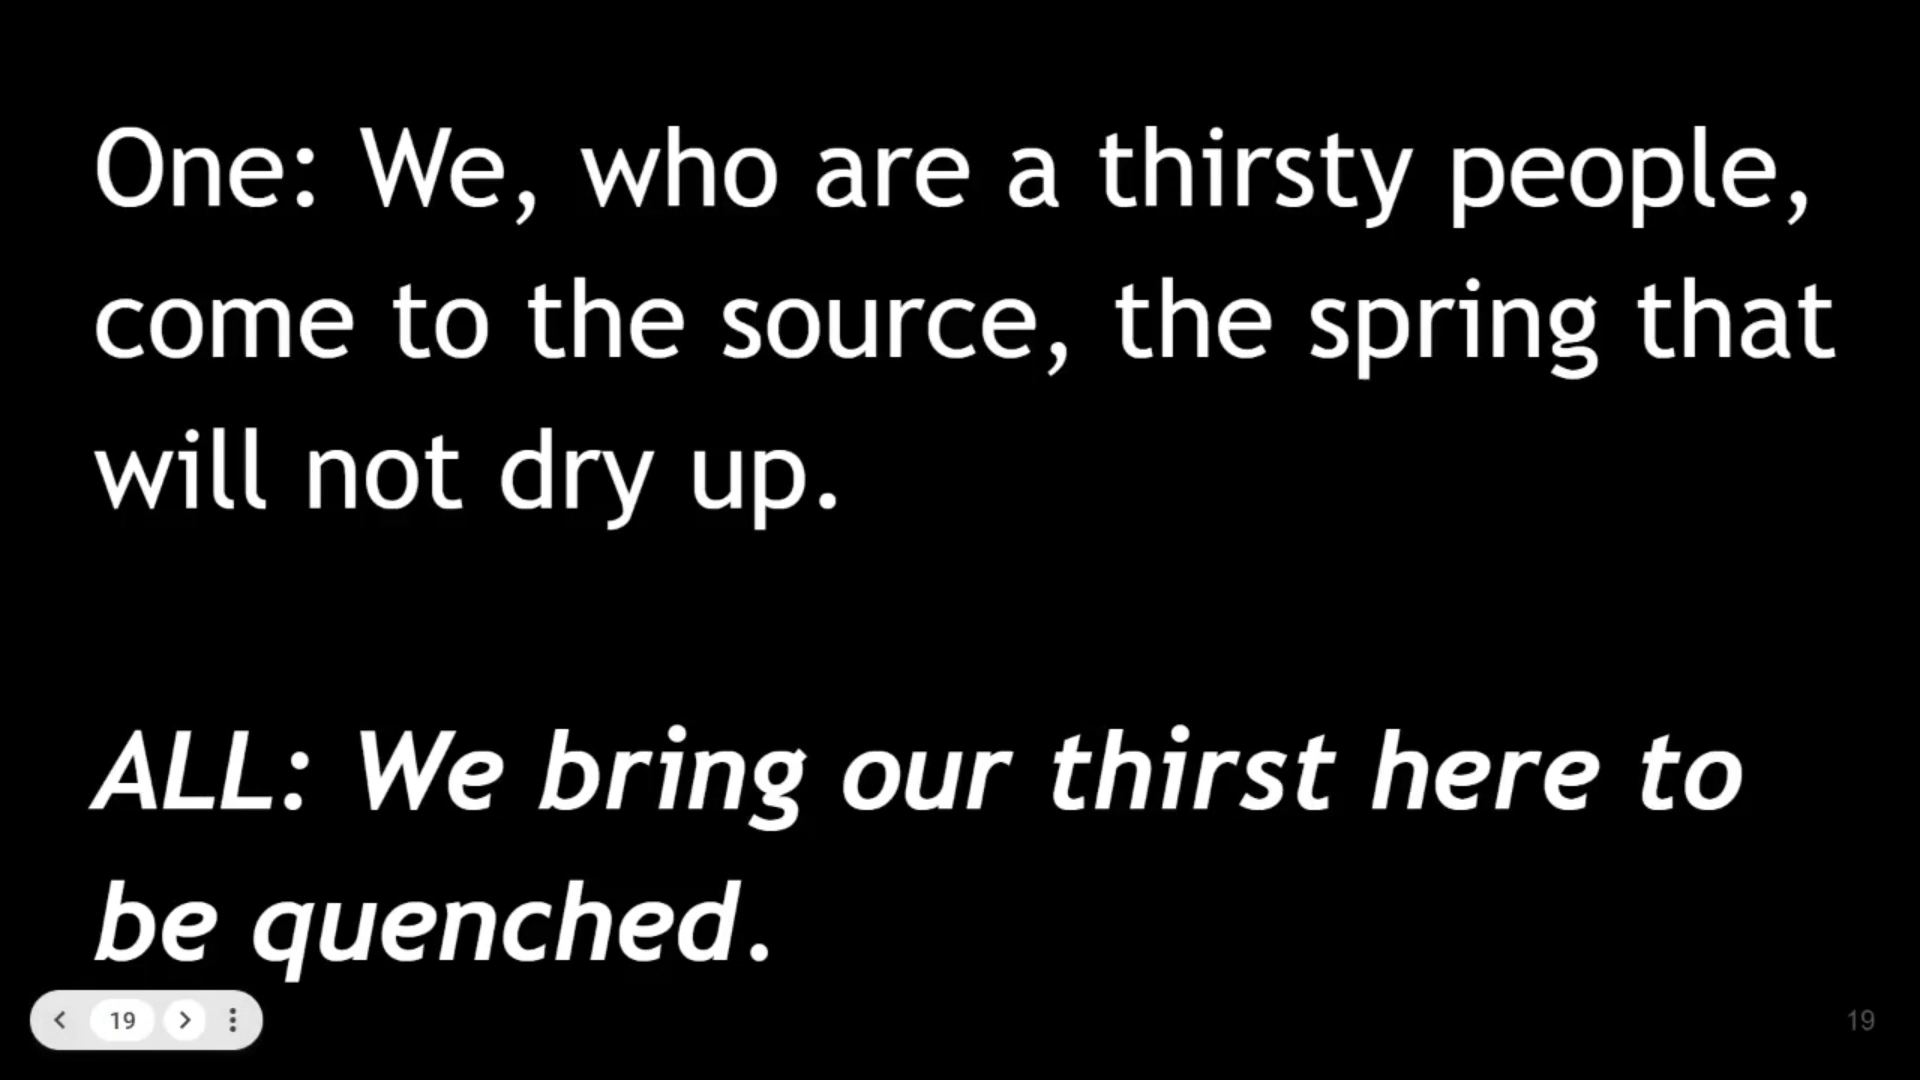 One: We, who are a thirsty people,
come to the source, the spring that
will not dry up.
ALL: We bring our thirst here to
be quenched.
19
19